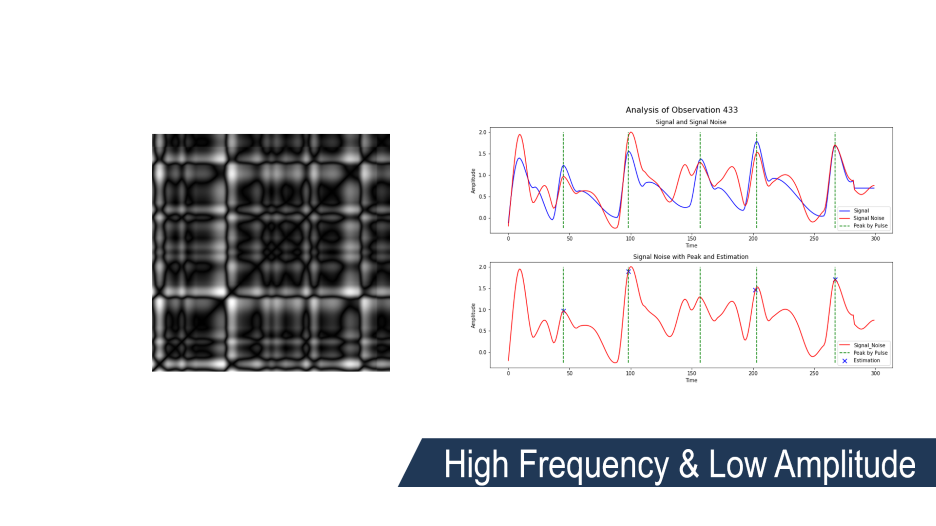 Analysis of Observation 433
Signal and Signal Noise
Amplitude
2.0
1.5
1.0
0.5
0.0
0 50 100 150 200 250 300
Time
Signal
Signal Noise
Peak by Pulse
Signal Noise with Peak and Estimation
Amplitude
2.0
1.5
1.0
0.5
0.0
0 50 100 150 200 250 300
Time
Signal_Noise
Peak by Pulse
Estimation
High Frequency & Low Amplitude